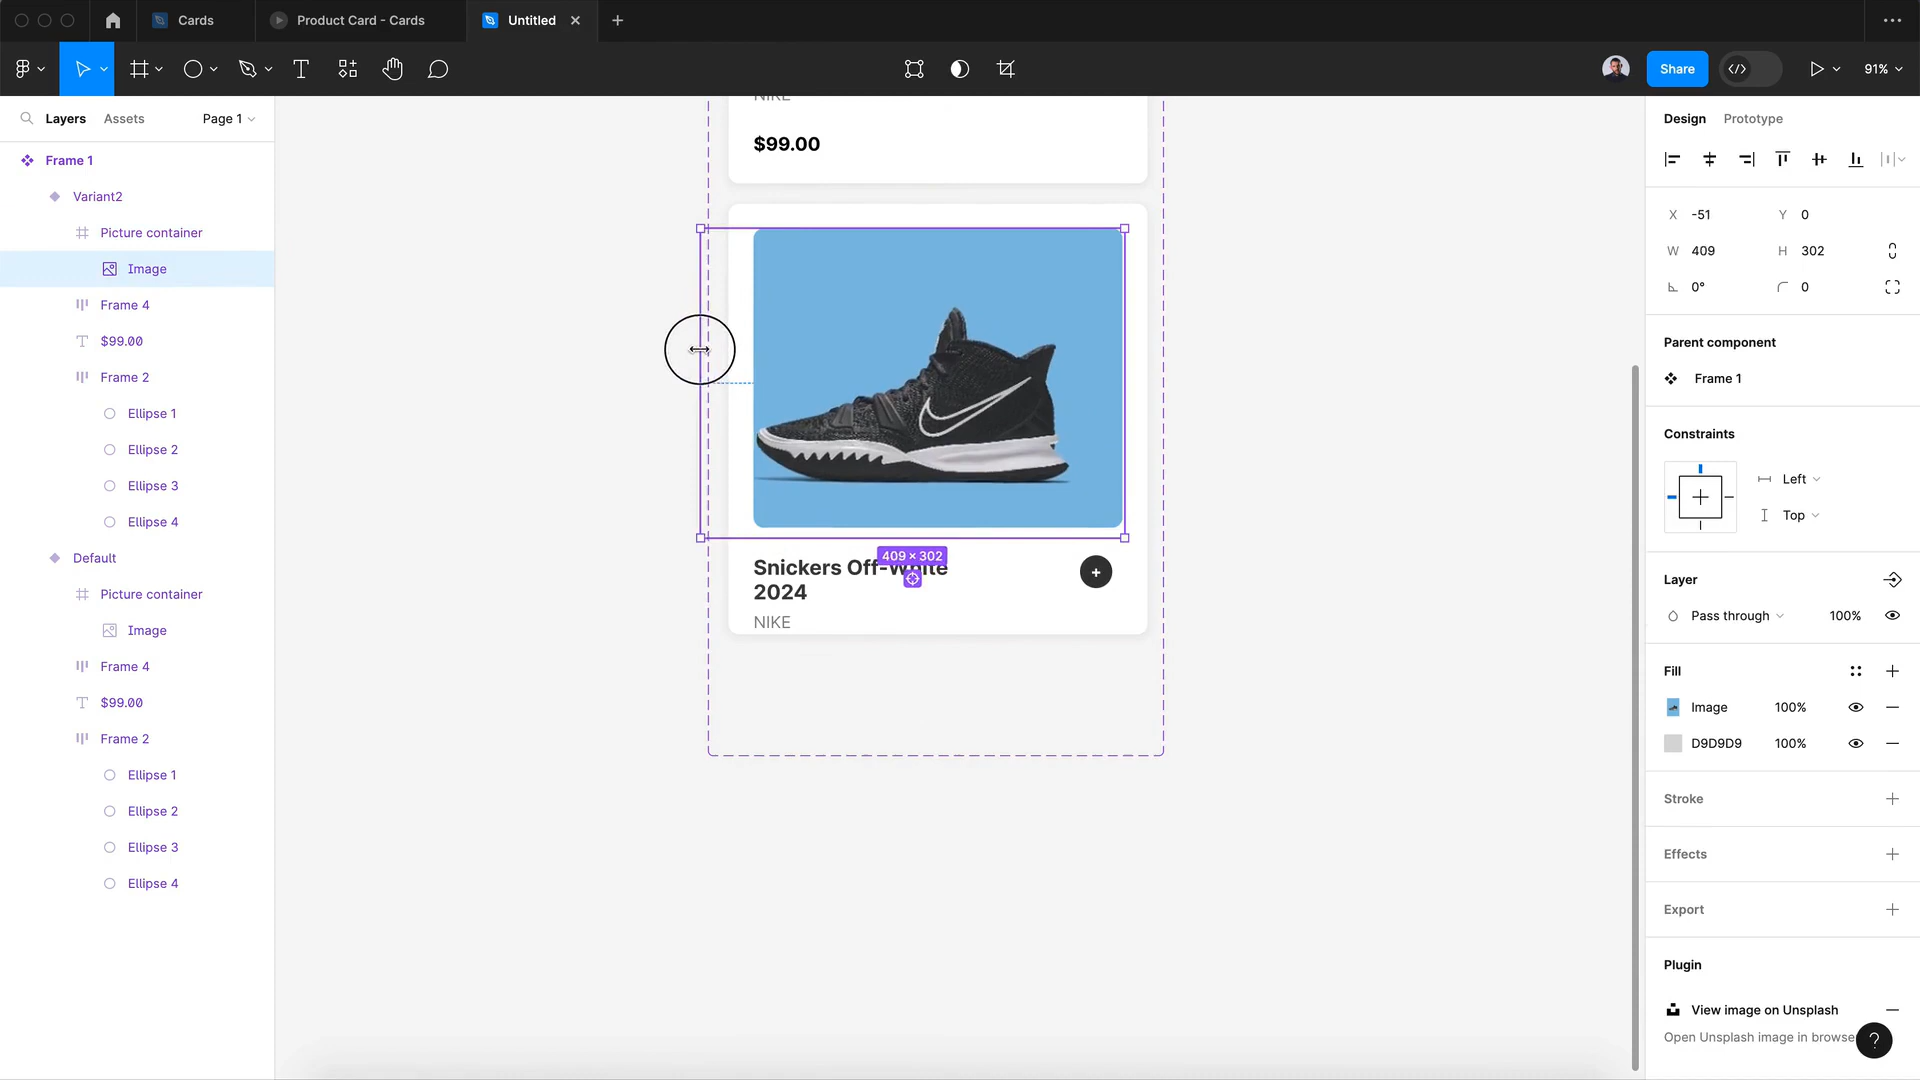 Cards
Product Card - Cards
Untitled
Share
91%
Layers
Assets
Page 1
Frame 1
Variant2
Picture container
Image
Frame 4
$99.00
Frame 2
Ellipse 1
Ellipse 2
Ellipse 3
Ellipse 4
Default
Picture container
Image
Frame 4
$99.00
Frame 2
Ellipse 1
Ellipse 2
Ellipse 3
Ellipse 4
NIKE
$99.00
409 × 302
Snickers Off-White
2024
NIKE
Design
Prototype
X -51
Y 0
W 409
H 302
0°
0
Parent component
Frame 1
Constraints
Left
Top
Layer
Pass through
100%
Fill
Image
100%
D9D9D9
100%
Stroke
Effects
Export
Plugin
View image on Unsplash
Open Unsplash image in browse
?